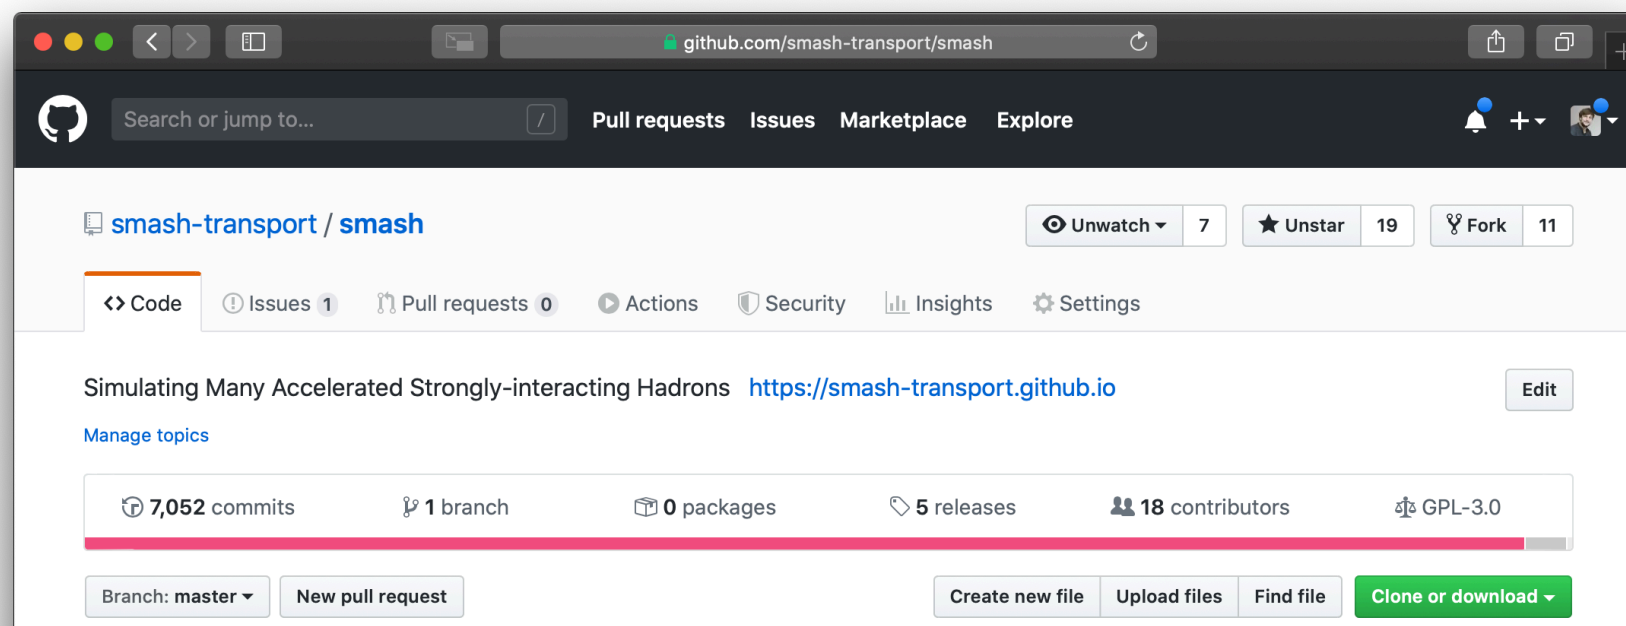 github.com/smash-transport/smash
Search or jump to... /
Pull requests Issues Marketplace Explore
smash-transport / smash
Unwatch 7 Unstar 19 Fork 11
Code Issues 1 Pull requests 0 Actions Security Insights Settings
Simulating Many Accelerated Strongly-interacting Hadrons https://smash-transport.github.io
Edit
Manage topics
7,052 commits 1 branch 0 packages 5 releases 18 contributors GPL-3.0
Branch: master New pull request Create new file Upload files Find file Clone or download